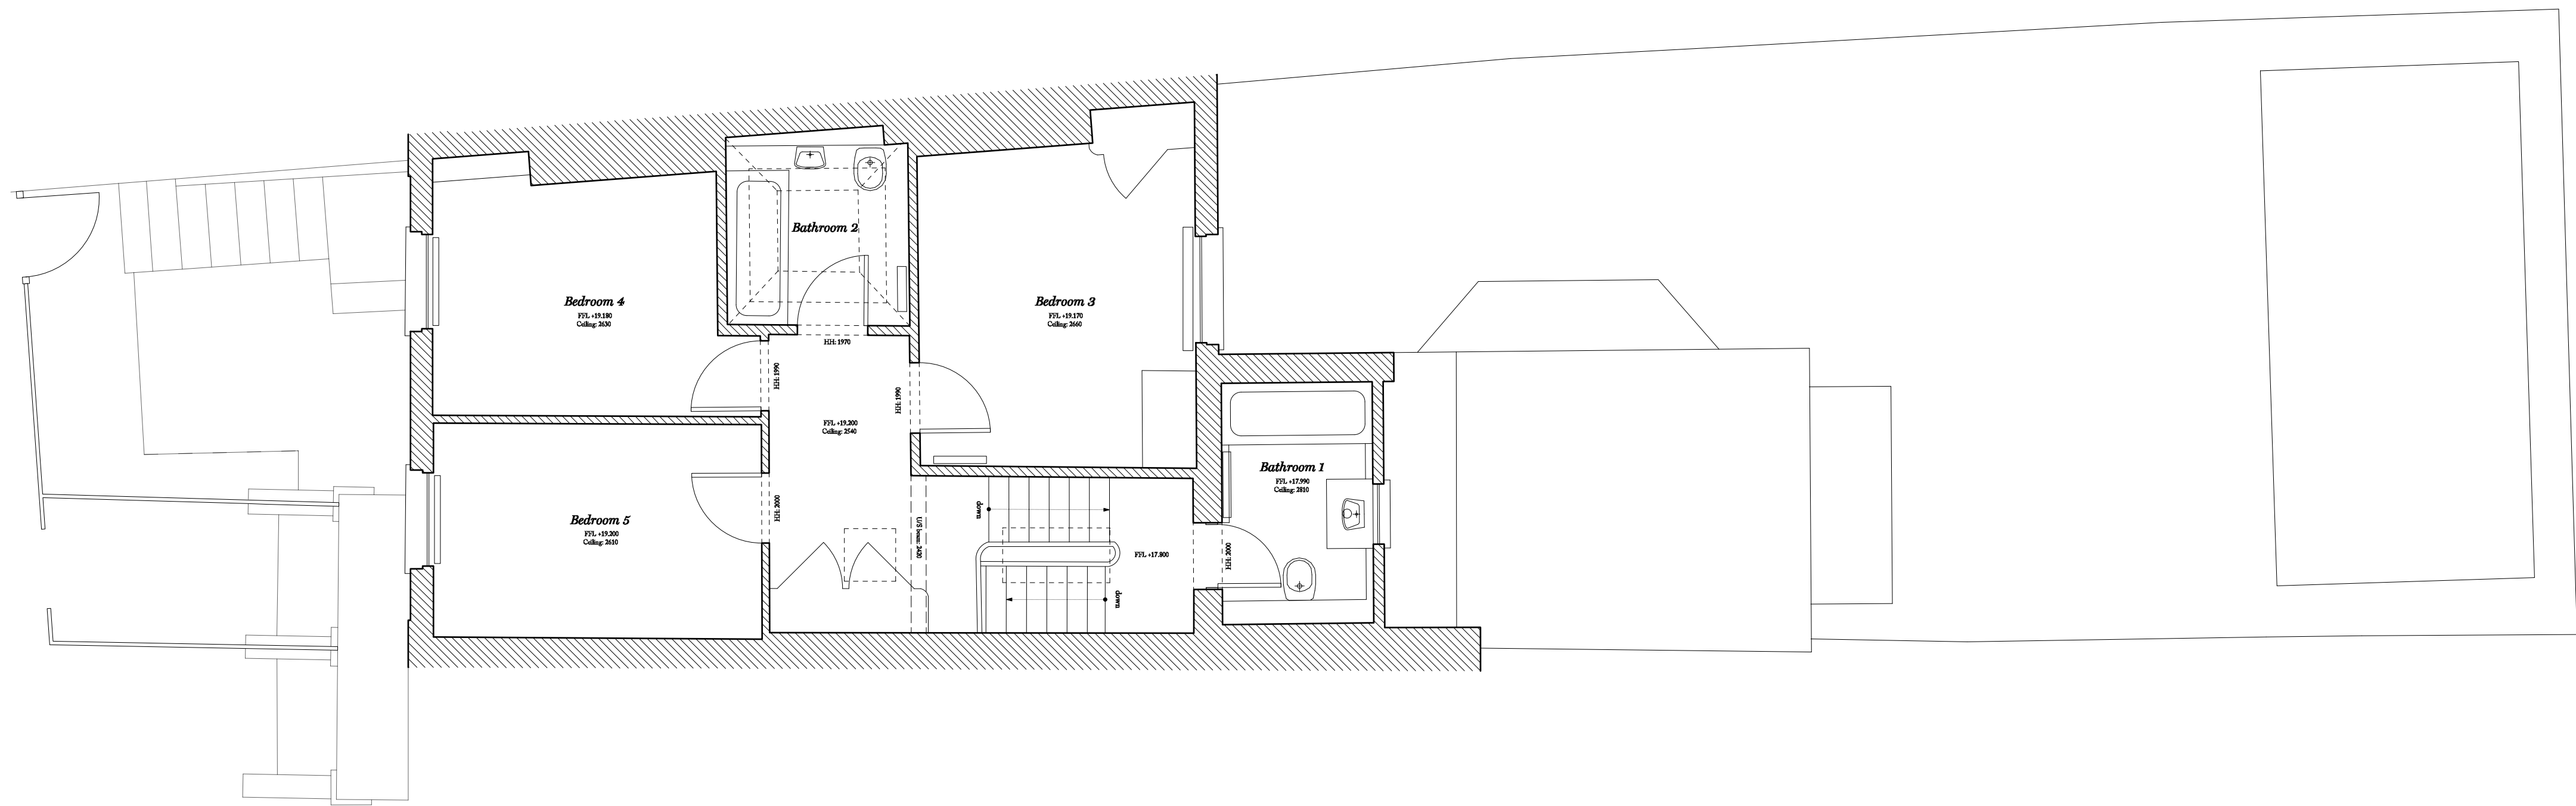 Bathroom 2
HH: 1970
Bedroom 4
FFL +19.180
Ceiling: 2630
Bedroom 3
FFL +19.170
Ceiling: 2660
HH: 1990
HH: 1990
FFL +19.200
Ceiling: 2540
Bathroom 1
FFL +17.990
Ceiling: 2810
Bedroom 5
FFL +19.200
Ceiling: 2610
HH: 2000
U/S beam: 2420
down
down
FFL +17.800
HH: 2000